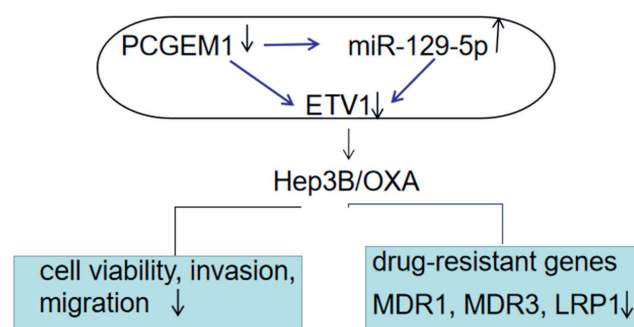 PCGEM1↓ → miR-129-5p↑
ETV1↓
Hep3B/OXA
cell viability, invasion,
migration ↓
drug-resistant genes
MDR1, MDR3, LRP1↓